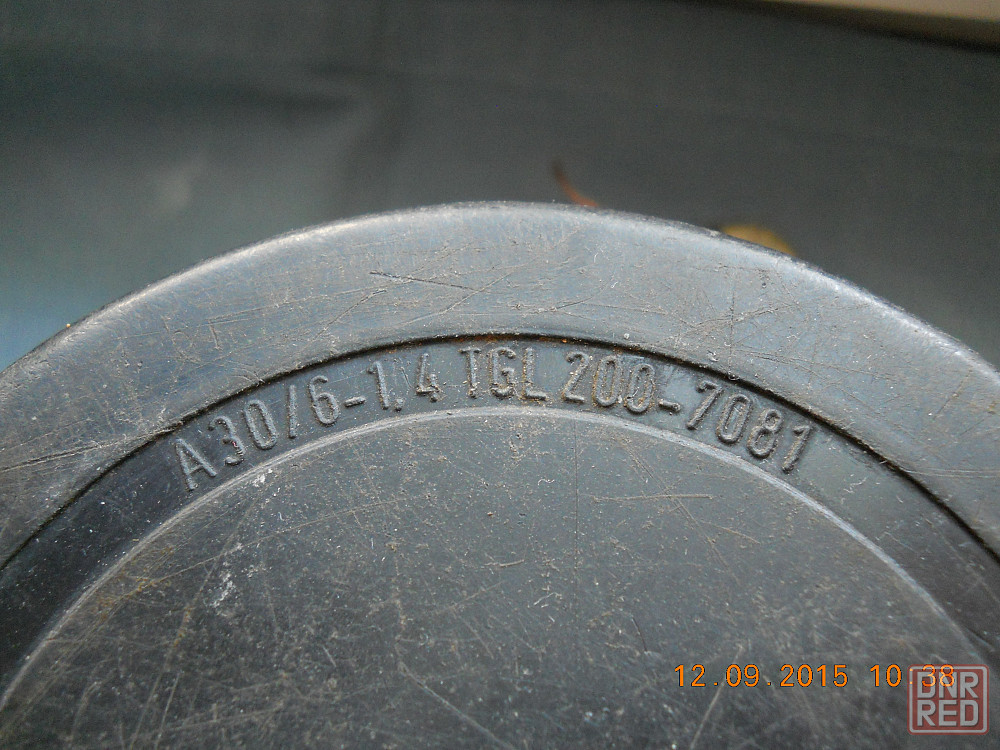 A30/6-1,4 TGL 200-7081
12.09.2015 10:38
DNR
RED